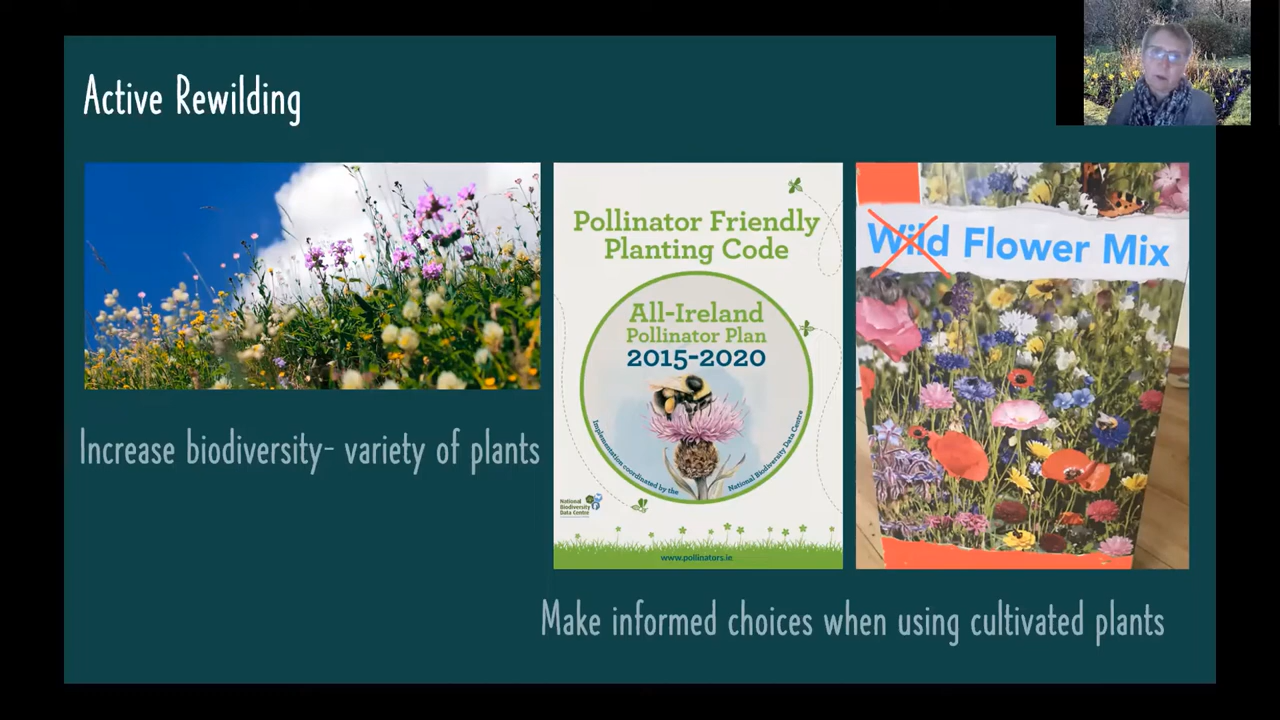 Active Rewilding
Pollinator Friendly
Planting Code
All-Ireland
Pollinator Plan
2015-2020
Implementation coordinated by the
National Biodiversity Data Centre
National
Biodiversity
Data Centre
www.pollinators.ie
Wild Flower Mix
Increase biodiversity- variety of plants
Make informed choices when using cultivated plants